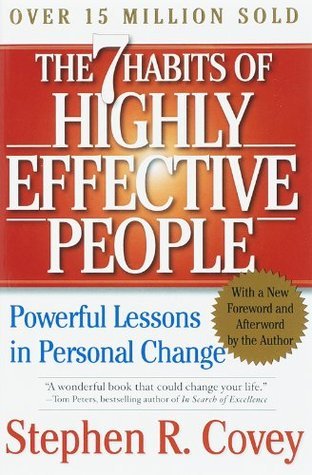 OVER 15 MILLION SOLD
THE 7 HABITS OF
HIGHLY
EFFECTIVE
PEOPLE
Powerful Lessons
in Personal Change
With a New
Foreword and
Afterword
by the Author
"A wonderful book that could change your life."
—Tom Peters, bestselling author of In Search of Excellence
Stephen R. Covey